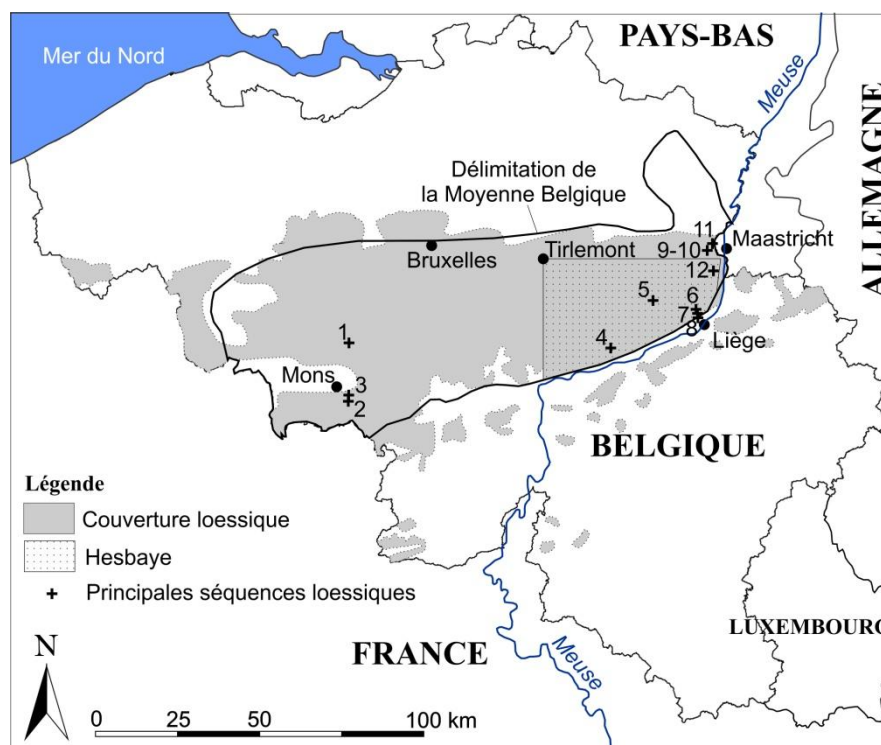 PAYS-BAS
Mer du Nord
Meuse
ALLEMAGNE
Délimitation de
la Moyenne Belgique
11
Maastricht
Bruxelles
Tirlemont
9-10
12
5
6
7
8
1
4
Liège
Mons
3
2
BELGIQUE
Légende
Couverture loessique
Hesbaye
Principales séquences loessiques
LUXEMBOURG
N
FRANCE
Meuse
0 25 50 100 km